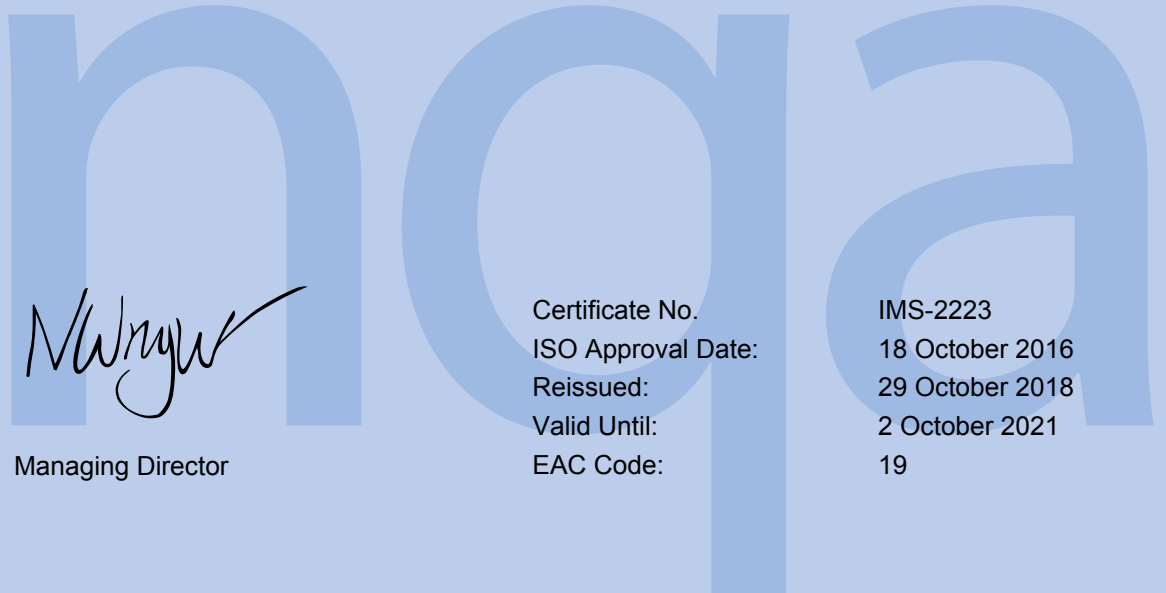 nqa
Certificate No. IMS-2223
ISO Approval Date: 18 October 2016
Reissued: 29 October 2018
Valid Until: 2 October 2021
Managing Director
EAC Code: 19